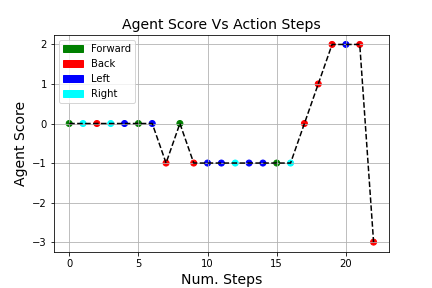 Agent Score Vs Action Steps
Forward
Back
Left
Right
Agent Score
2
1
0
−1
−2
−3
0 5 10 15 20
Num. Steps